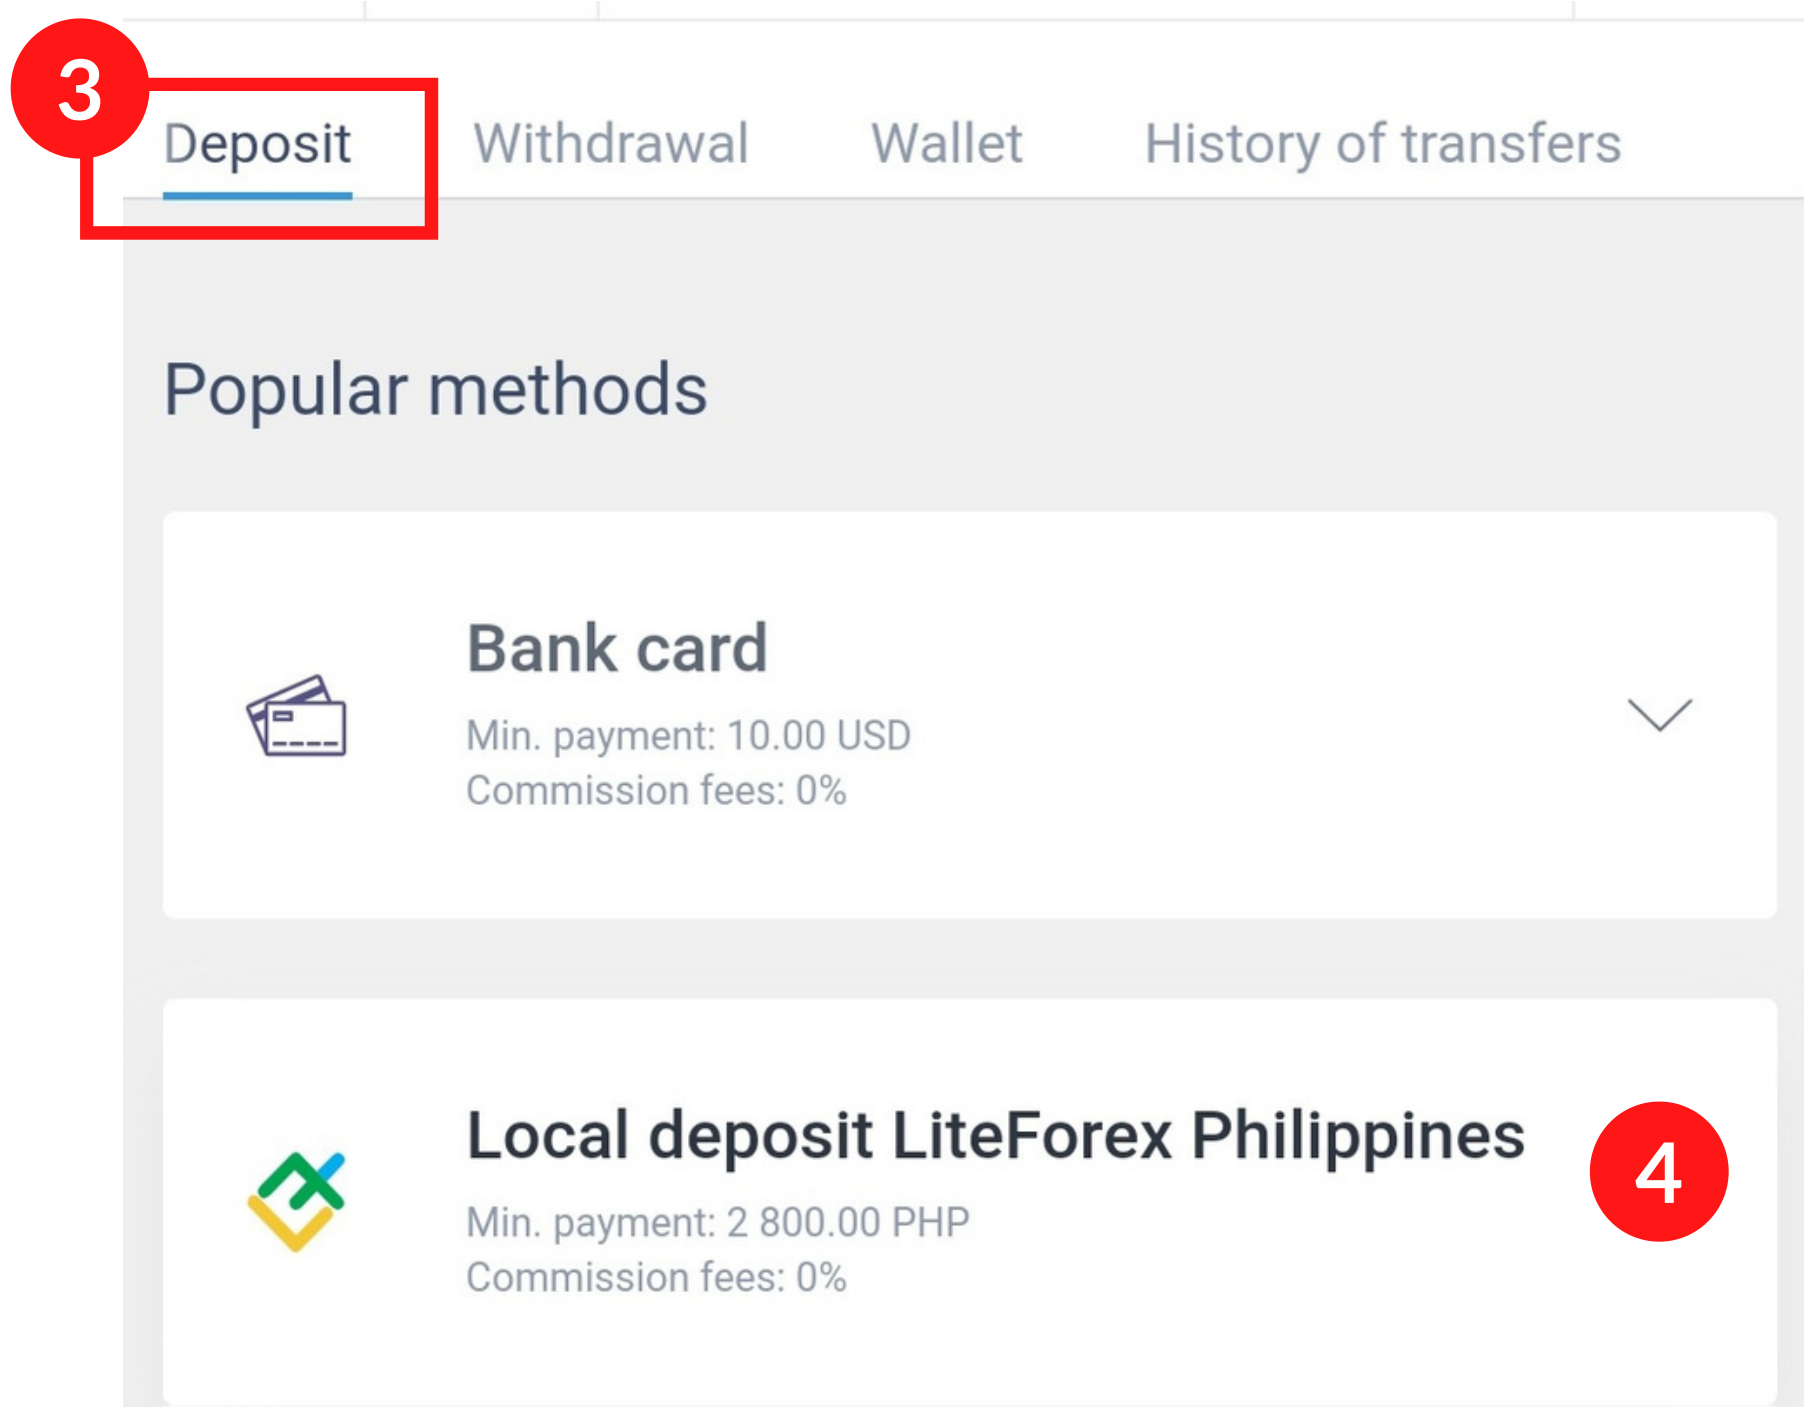 3
Deposit Withdrawal Wallet History of transfers
Popular methods
Bank card
Min. payment: 10.00 USD
Commission fees: 0%
Local deposit LiteForex Philippines
4
Min. payment: 2 800.00 PHP
Commission fees: 0%